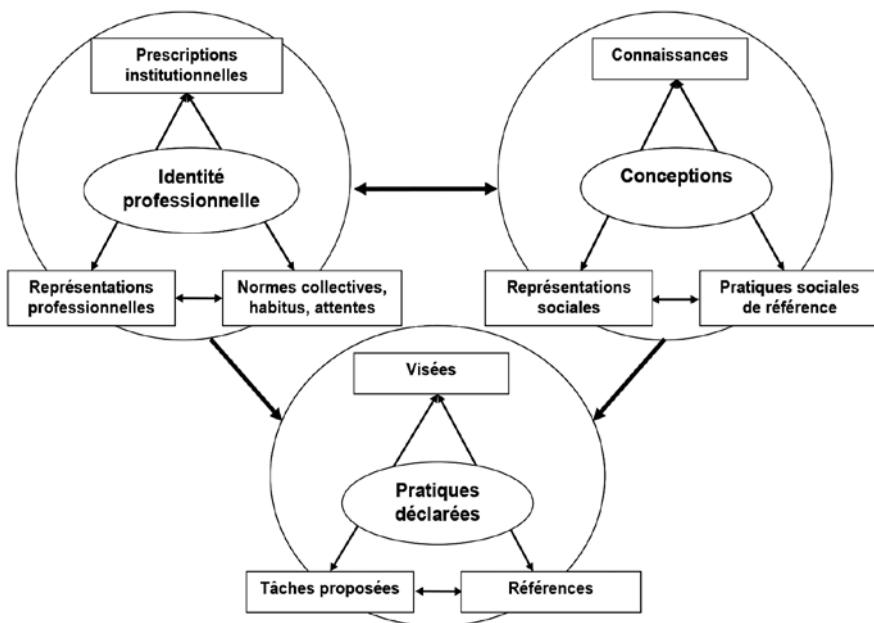 Prescriptions
institutionnelles
Identité
professionnelle
Représentations
professionnelles
Normes collectives,
habitus, attentes
Connaissances
Conceptions
Représentations
sociales
Pratiques sociales
de référence
Visées
Pratiques
déclarées
Tâches proposées
Références